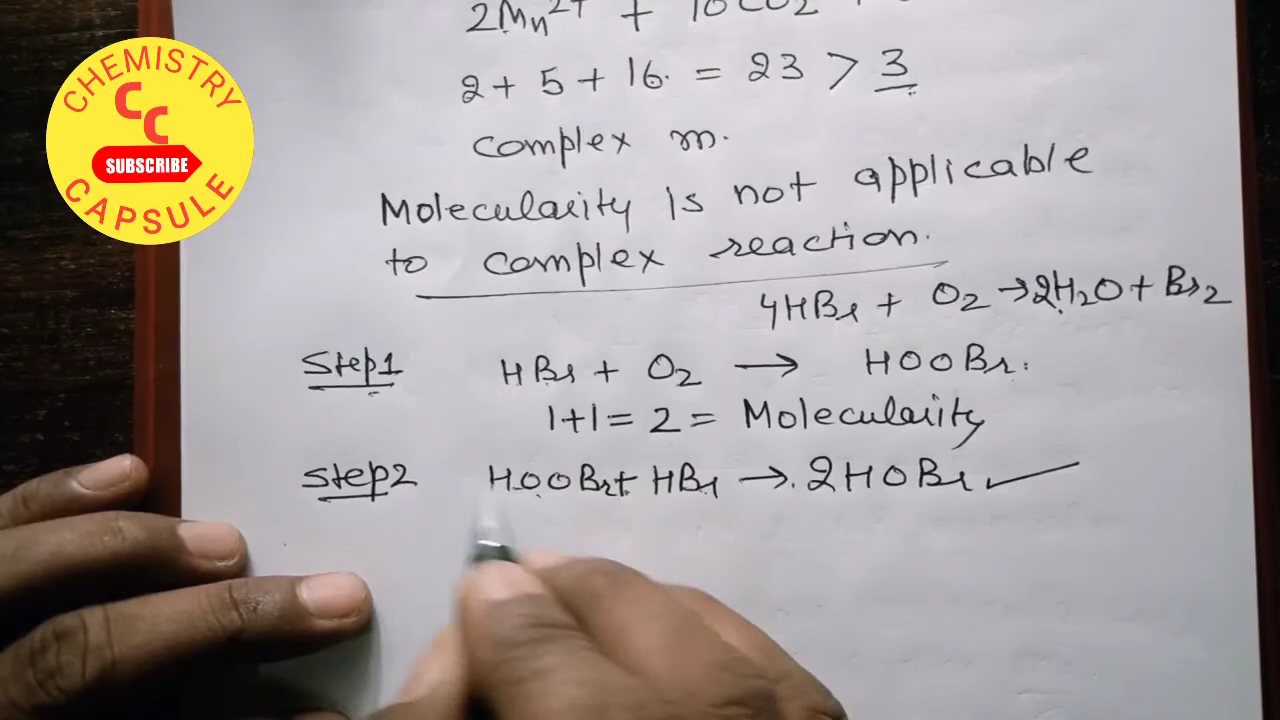 CHEMISTRY
CC
SUBSCRIBE
CAPSULE
2Mn²⁺ + 10CO₂ +
2 + 5 + 16 = 23 > 3
complex m.
Molecularity is not applicable
to complex reaction.
4HBr + O₂ → 2H₂O + Br₂
Step1 HBr + O₂ → HOOBr.
1+1 = 2 = Molecularity
Step2 HOOBr + HBr → 2HOBr